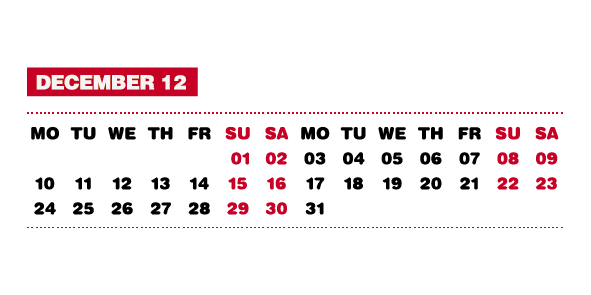 DECEMBER 12
MO TU WE TH FR SU SA MO TU WE TH FR SU SA
01 02 03 04 05 06 07 08 09
10 11 12 13 14 15 16 17 18 19 20 21 22 23
24 25 26 27 28 29 30 31